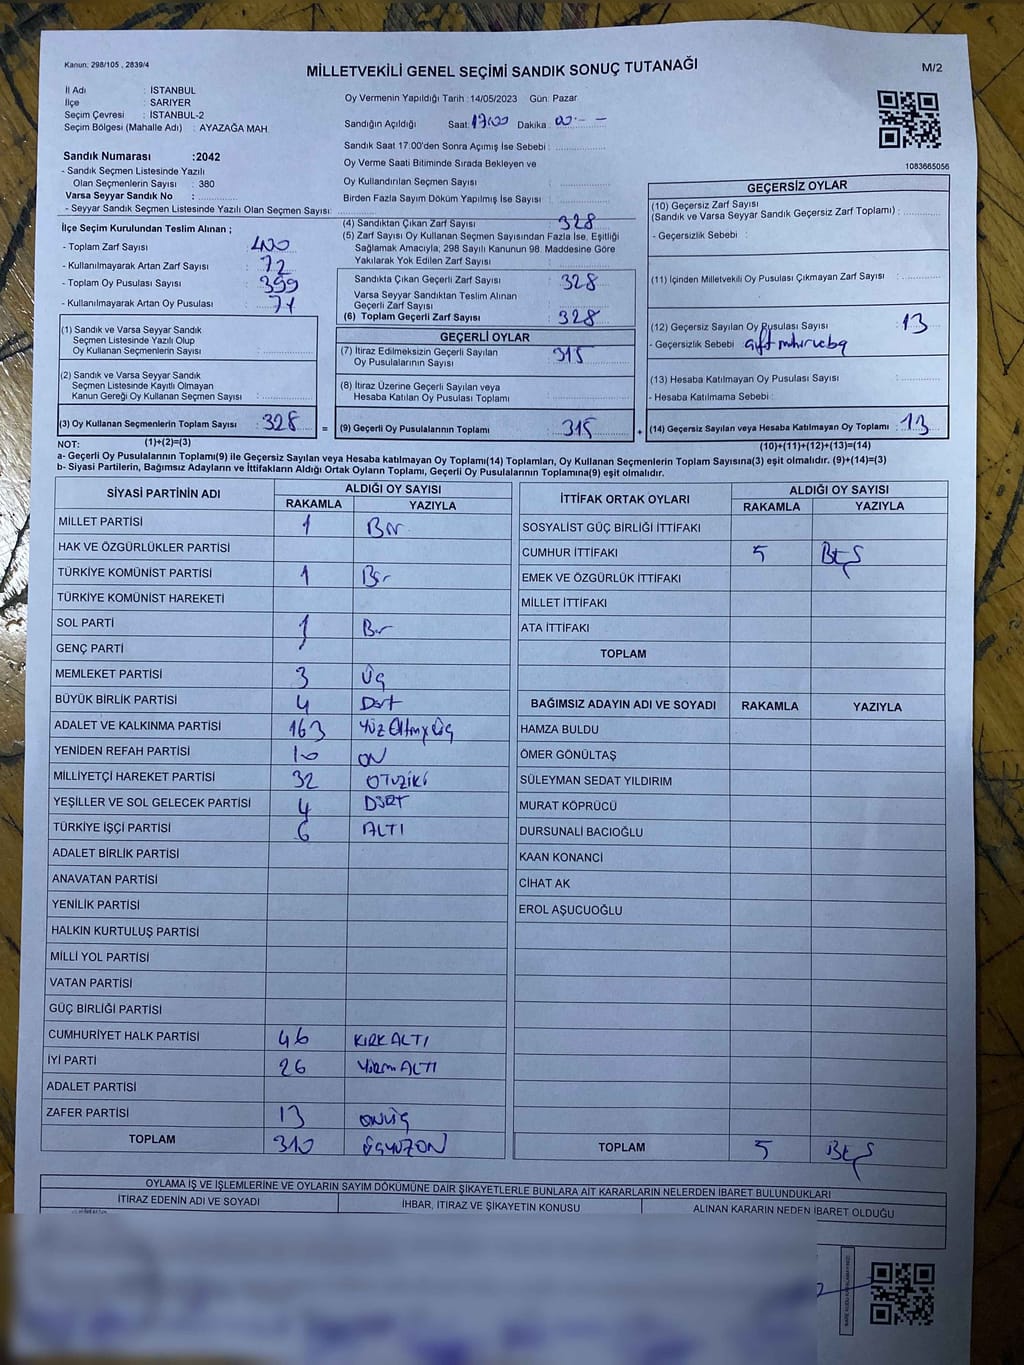 Kanun: 298/105 , 2839/4
MİLLETVEKİLİ GENEL SEÇİMİ SANDIK SONUÇ TUTANAĞI
M/2
İl Adı : İSTANBUL
İlçe : SARIYER
Seçim Çevresi : İSTANBUL-2
Seçim Bölgesi (Mahalle Adı) : AYAZAĞA MAH
Oy Vermenin Yapıldığı Tarih :14/05/2023 Gün: Pazar
Sandığın Açıldığı Saat: 17:00 Dakika : 00
Sandık Saat 17:00'den Sonra Açımış İse Sebebi :
Oy Verme Saati Bitiminde Sırada Bekleyen ve
Oy Kullandırılan Seçmen Sayısı :
Birden Fazla Sayım Döküm Yapılmış İse Sayısı :
1083665056
Sandık Numarası :2042
- Sandık Seçmen Listesinde Yazılı
Olan Seçmenlerin Sayısı : 380
Varsa Seyyar Sandık No :
- Seyyar Sandık Seçmen Listesinde Yazılı Olan Seçmen Sayısı:
İlçe Seçim Kurulundan Teslim Alınan ;
- Toplam Zarf Sayısı : 400
- Kullanılmayarak Artan Zarf Sayısı : 72
- Toplam Oy Pusulası Sayısı : 399
- Kullanılmayarak Artan Oy Pusulası : 71
(1) Sandık ve Varsa Seyyar Sandık
Seçmen Listesinde Yazılı Olup
Oy Kullanan Seçmenlerin Sayısı :
(2) Sandık ve Varsa Seyyar Sandık
Seçmen Listesinde Kayıtlı Olmayan
Kanun Gereği Oy Kullanan Seçmen Sayısı :
(3) Oy Kullanan Seçmenlerin Toplam Sayısı : 328
(4) Sandıktan Çıkan Zarf Sayısı : 328
(5) Zarf Sayısı Oy Kullanan Seçmen Sayısından Fazla İse, Eşitliği
Sağlamak Amacıyla, 298 Sayılı Kanunun 98. Maddesine Göre
Yakılarak Yok Edilen Zarf Sayısı :
Sandıkta Çıkan Geçerli Zarf Sayısı : 328
Varsa Seyyar Sandıktan Teslim Alınan
Geçerli Zarf Sayısı :
(6) Toplam Geçerli Zarf Sayısı : 328
GEÇERLİ OYLAR
(7) İtiraz Edilmeksizin Geçerli Sayılan
Oy Pusulalarının Sayısı : 315
(8) İtiraz Üzerine Geçerli Sayılan veya
Hesaba Katılan Oy Pusulası Toplamı :
= (9) Geçerli Oy Pusulalarının Toplamı : 315
GEÇERSİZ OYLAR
(10) Geçersiz Zarf Sayısı
(Sandık ve Varsa Seyyar Sandık Geçersiz Zarf Toplamı) :
- Geçersizlik Sebebi :
(11) İçinden Milletvekili Oy Pusulası Çıkmayan Zarf Sayısı :
(12) Geçersiz Sayılan Oy Pusulası Sayısı : 13
- Geçersizlik Sebebi :
(13) Hesaba Katılmayan Oy Pusulası Sayısı :
- Hesaba Katılmama Sebebi :
+ (14) Geçersiz Sayılan veya Hesaba Katılmayan Oy Toplamı : 13
NOT: (1)+(2)=(3)
(10)+(11)+(12)+(13)=(14)
a- Geçerli Oy Pusulalarının Toplamı(9) ile Geçersiz Sayılan veya Hesaba katılmayan Oy Toplamı(14) Toplamları, Oy Kullanan Seçmenlerin Toplam Sayısına(3) eşit olmalıdır. (9)+(14)=(3)
b- Siyasi Partilerin, Bağımsız Adayların ve İttifakların Aldığı Ortak Oyların Toplamı, Geçerli Oy Pusulalarının Toplamına(9) eşit olmalıdır.
SİYASİ PARTİNİN ADI ALDIĞI OY SAYISI
RAKAMLA YAZIYLA
MİLLET PARTİSİ 1 Bir
HAK VE ÖZGÜRLÜKLER PARTİSİ
TÜRKİYE KOMÜNİST PARTİSİ 1 Bir
TÜRKİYE KOMÜNİST HAREKETİ
SOL PARTİ 1 Bir
GENÇ PARTİ
MEMLEKET PARTİSİ 3 Üç
BÜYÜK BİRLİK PARTİSİ 4 Dört
ADALET VE KALKINMA PARTİSİ 163 Yüz Altmış Üç
YENİDEN REFAH PARTİSİ 10 ON
MİLLİYETÇİ HAREKET PARTİSİ 32 OTUZİKİ
YEŞİLLER VE SOL GELECEK PARTİSİ 4 DÖRT
TÜRKİYE İŞÇİ PARTİSİ 6 ALTI
ADALET BİRLİK PARTİSİ
ANAVATAN PARTİSİ
YENİLİK PARTİSİ
HALKIN KURTULUŞ PARTİSİ
MİLLİ YOL PARTİSİ
VATAN PARTİSİ
GÜÇ BİRLİĞİ PARTİSİ
CUMHURİYET HALK PARTİSİ 46 KIRK ALTI
İYİ PARTİ 26 Yirmi ALTI
ADALET PARTİSİ
ZAFER PARTİSİ 13 ONÜÇ
TOPLAM 310 ÜÇYÜZON
İTTİFAK ORTAK OYLARI ALDIĞI OY SAYISI
RAKAMLA YAZIYLA
SOSYALİST GÜÇ BİRLİĞİ İTTİFAKI
CUMHUR İTTİFAKI 5 BEŞ
EMEK VE ÖZGÜRLÜK İTTİFAKI
MİLLET İTTİFAKI
ATA İTTİFAKI
TOPLAM
BAĞIMSIZ ADAYIN ADI VE SOYADI RAKAMLA YAZIYLA
HAMZA BULDU
ÖMER GÖNÜLTAŞ
SÜLEYMAN SEDAT YILDIRIM
MURAT KÖPRÜCÜ
DURSUNALİ BACIOĞLU
KAAN KONANCİ
CİHAT AK
EROL AŞUCUOĞLU
TOPLAM 5 BEŞ
OYLAMA İŞ VE İŞLEMLERİNE VE OYLARIN SAYIM DÖKÜMÜNE DAİR ŞİKAYETLERLE BUNLARA AİT KARARLARIN NELERDEN İBARET BULUNDUKLARI
İTİRAZ EDENİN ADI VE SOYADI İHBAR, İTİRAZ VE ŞİKAYETİN KONUSU ALINAN KARARIN NEDEN İBARET OLDUĞU